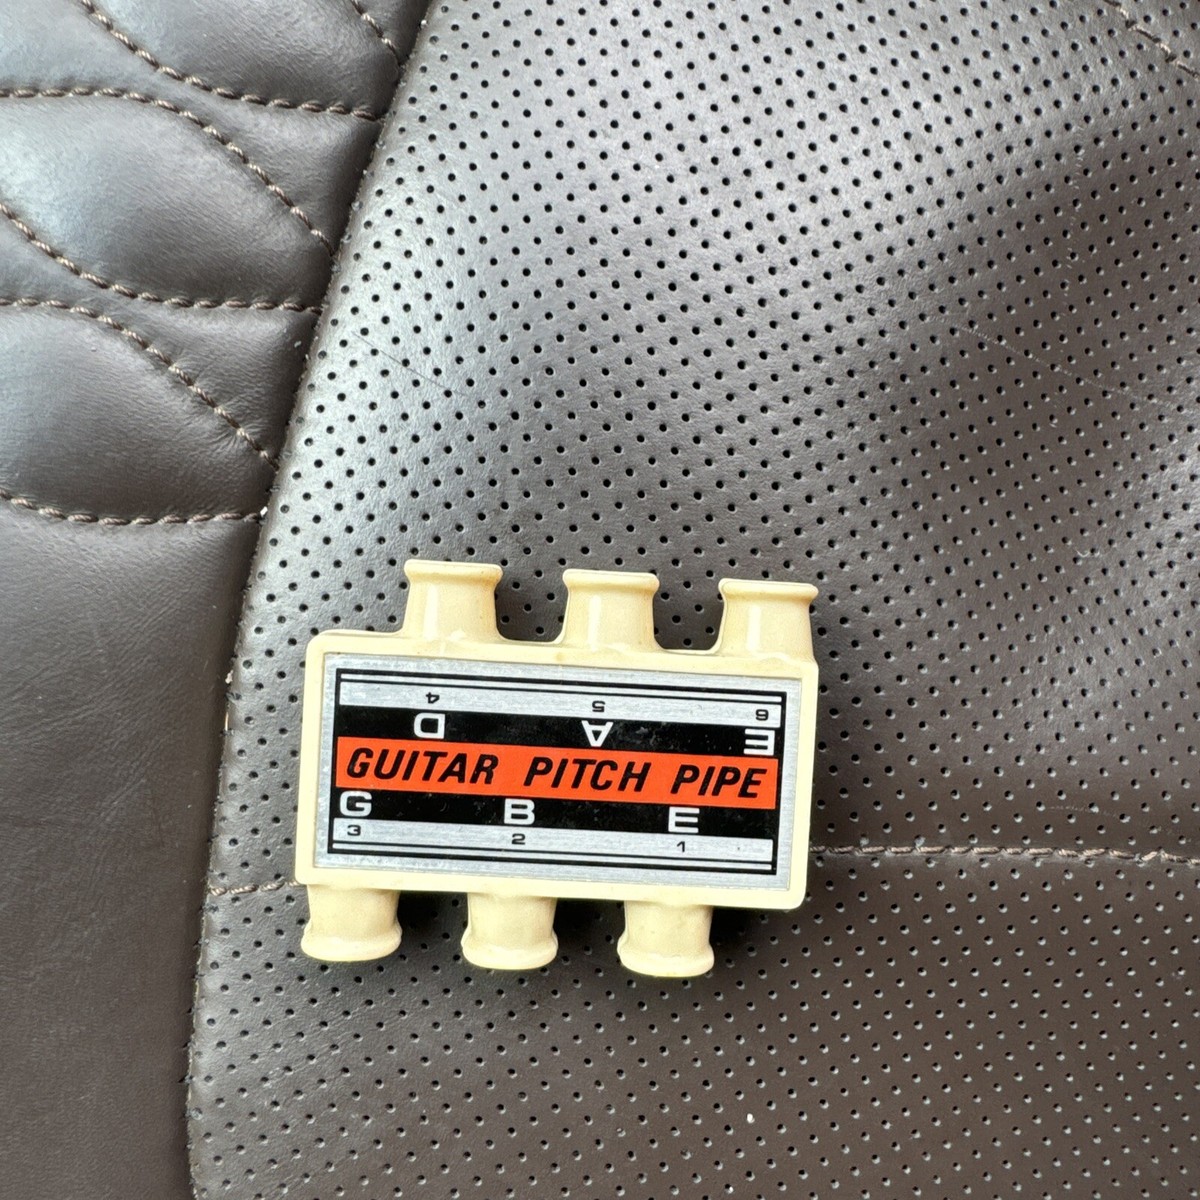 4 5 6
D A E
GUITAR PITCH PIPE
G B E
3 2 1